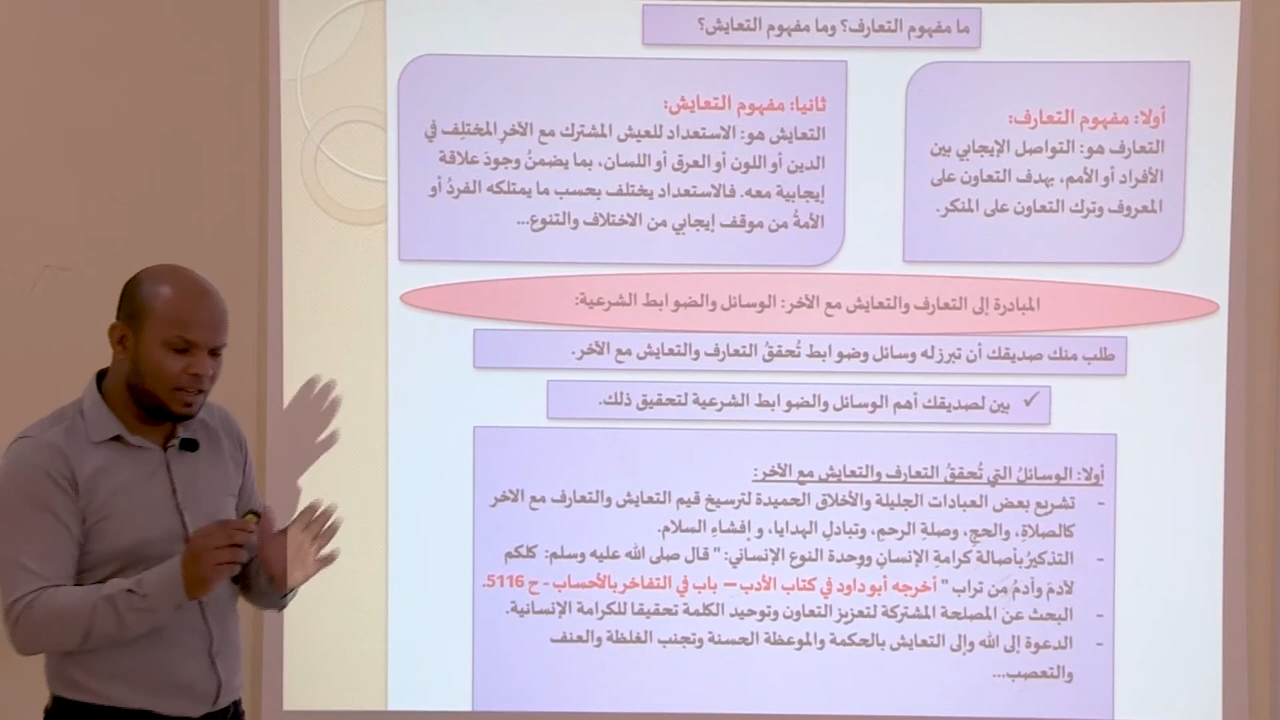 ما مفهوم التعارف؟ وما مفهوم التعايش؟
أولا: مفهوم التعارف:
التعارف هو: التواصل الإيجابي بين
الأفراد أو الأمم، بهدف التعاون على
المعروف وترك التعاون على المنكر.
ثانيا: مفهوم التعايش:
التعايش هو: الاستعداد للعيش المشترك مع الآخرِ المختلِف في
الدين أو اللون أو العرق أو اللسان، بما يضمنُ وجودَ علاقة
إيجابية معه. فالاستعداد يختلف بحسب ما يمتلكه الفردُ أو
الأمةُ من موقف إيجابي من الاختلاف والتنوع...
المبادرة إلى التعارف والتعايش مع الآخر: الوسائل والضوابط الشرعية:
طلب منك صديقك أن تبرز له وسائل وضوابط تُحققُ التعارف والتعايش مع الآخر.
✓ بين لصديقك أهم الوسائل والضوابط الشرعية لتحقيق ذلك.
أولا: الوسائلُ التي تُحققُ التعارف والتعايش مع الآخر:
- تشريع بعض العبادات الجليلة والأخلاق الحميدة لترسيخ قيم التعايش والتعارف مع الاخر
كالصلاةِ، والحجِ، وصلةِ الرحمِ، وتبادلِ الهدايا، وإفشاءِ السلام.
- التذكيرُ بأصالة كرامةِ الإنسانِ ووحدة النوع الإنساني: " قال صلى الله عليه وسلم: كلكم
لآدمَ وآدمُ من تراب " أخرجه أبو داود في كتاب الأدب – باب في التفاخر بالأحساب - ح 5116.
- البحث عن المصلحة المشتركة لتعزيز التعاون وتوحيد الكلمة تحقيقا للكرامة الإنسانية.
- الدعوة إلى الله وإلى التعايش بالحكمة والموعظة الحسنة وتجنب الغلظة والعنف
والتعصب...